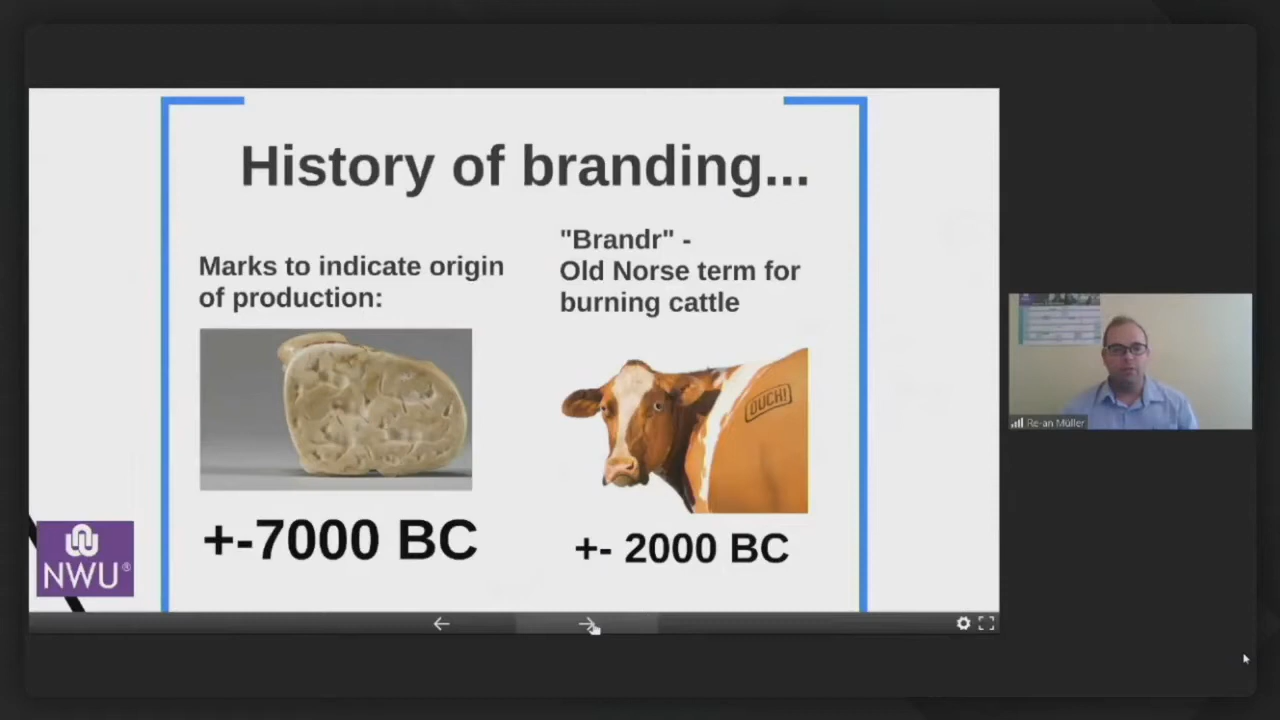 History of branding...
Marks to indicate origin
of production:
+-7000 BC
"Brandr" -
Old Norse term for
burning cattle
OUCH!
+- 2000 BC
NWU®
Re-an Müller